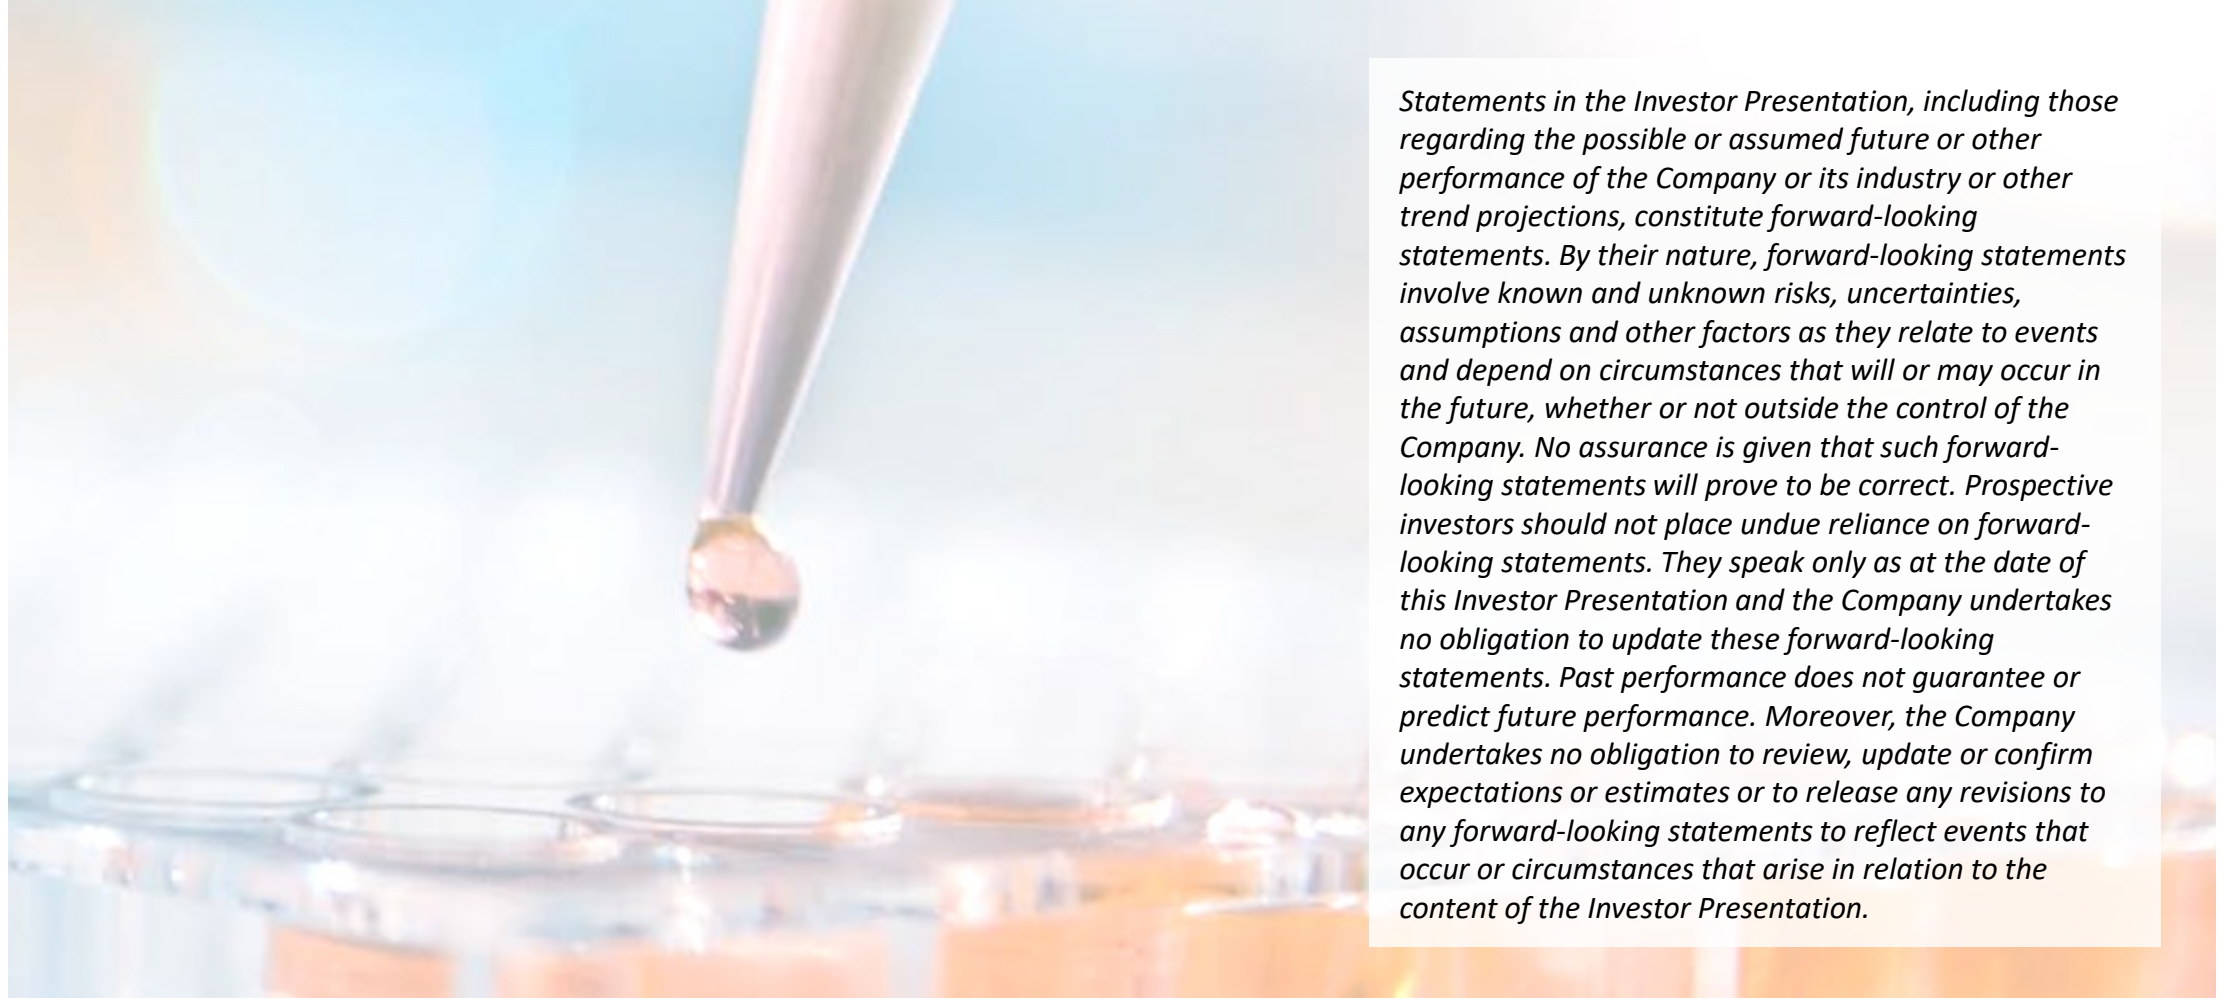 Statements in the Investor Presentation, including those
regarding the possible or assumed future or other
performance of the Company or its industry or other
trend projections, constitute forward-looking
statements. By their nature, forward-looking statements
involve known and unknown risks, uncertainties,
assumptions and other factors as they relate to events
and depend on circumstances that will or may occur in
the future, whether or not outside the control of the
Company. No assurance is given that such forward-
looking statements will prove to be correct. Prospective
investors should not place undue reliance on forward-
looking statements. They speak only as at the date of
this Investor Presentation and the Company undertakes
no obligation to update these forward-looking
statements. Past performance does not guarantee or
predict future performance. Moreover, the Company
undertakes no obligation to review, update or confirm
expectations or estimates or to release any revisions to
any forward-looking statements to reflect events that
occur or circumstances that arise in relation to the
content of the Investor Presentation.